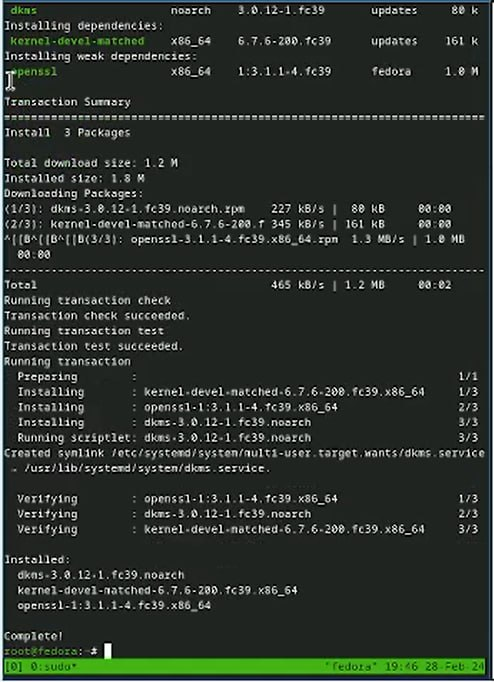 dkms noarch 3.0.12-1.fc39 updates 80 k
Installing dependencies:
kernel-devel-matched x86_64 6.7.6-200.fc39 updates 161 k
Installing weak dependencies:
openssl x86_64 1:3.1.1-4.fc39 fedora 1.0 M
Transaction Summary
================================================================
Install 3 Packages
Total download size: 1.2 M
Installed size: 1.8 M
Downloading Packages:
(1/3): dkms-3.0.12-1.fc39.noarch.rpm 227 kB/s | 80 kB 00:00
(2/3): kernel-devel-matched-6.7.6-200.f 345 kB/s | 161 kB 00:00
^[[B^[[B^[[B(3/3): openssl-3.1.1-4.fc39.x86_64.rpm 1.3 MB/s | 1.0 MB
00:00
----------------------------------------------------------------
Total 465 kB/s | 1.2 MB 00:02
Running transaction check
Transaction check succeeded.
Running transaction test
Transaction test succeeded.
Running transaction
Preparing : 1/1
Installing : kernel-devel-matched-6.7.6-200.fc39.x86_64 1/3
Installing : openssl-1:3.1.1-4.fc39.x86_64 2/3
Installing : dkms-3.0.12-1.fc39.noarch 3/3
Running scriptlet: dkms-3.0.12-1.fc39.noarch 3/3
Created symlink /etc/systemd/system/multi-user.target.wants/dkms.service
→ /usr/lib/systemd/system/dkms.service.
Verifying : openssl-1:3.1.1-4.fc39.x86_64 1/3
Verifying : dkms-3.0.12-1.fc39.noarch 2/3
Verifying : kernel-devel-matched-6.7.6-200.fc39.x86_64 3/3
Installed:
dkms-3.0.12-1.fc39.noarch
kernel-devel-matched-6.7.6-200.fc39.x86_64
openssl-1:3.1.1-4.fc39.x86_64
Complete!
root@fedora:~#
[0] 0:sudo* "fedora" 19:46 28-Feb-24